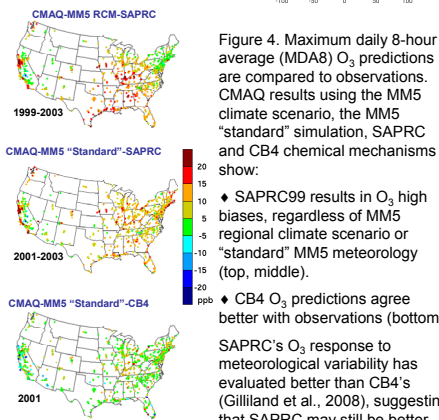 -100 -50 0 50 100
CMAQ-MM5 RCM-SAPRC
1999-2003
CMAQ-MM5 “Standard”-SAPRC
2001-2003
20
15
10
5
-5
-10
-15
-20
ppb
CMAQ-MM5 “Standard”-CB4
2001
Figure 4. Maximum daily 8-hour
average (MDA8) O3 predictions
are compared to observations.
CMAQ results using the MM5
climate scenario, the MM5
“standard” simulation, SAPRC
and CB4 chemical mechanisms
show:
♦ SAPRC99 results in O3 high
biases, regardless of MM5
regional climate scenario or
“standard” MM5 meteorology
(top, middle).
♦ CB4 O3 predictions agree
better with observations (bottom
SAPRC’s O3 response to
meteorological variability has
evaluated better than CB4’s
(Gilliland et al., 2008), suggestin
that SAPRC may still be better